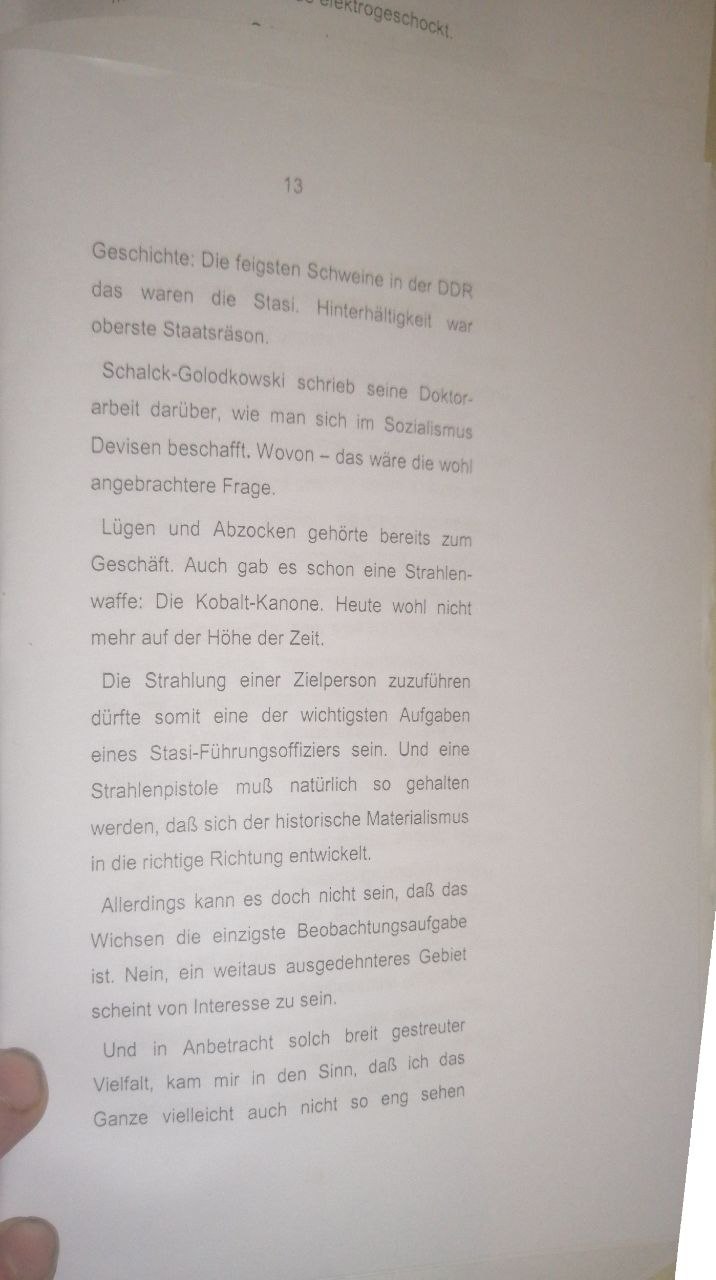 elektrogeschockt.
13
Geschichte: Die feigsten Schweine in der DDR
das waren die Stasi. Hinterhältigkeit war
oberste Staatsräson.
Schalck-Golodkowski schrieb seine Doktor-
arbeit darüber, wie man sich im Sozialismus
Devisen beschafft. Wovon – das wäre die wohl
angebrachtere Frage.
Lügen und Abzocken gehörte bereits zum
Geschäft. Auch gab es schon eine Strahlen-
waffe: Die Kobalt-Kanone. Heute wohl nicht
mehr auf der Höhe der Zeit.
Die Strahlung einer Zielperson zuzuführen
dürfte somit eine der wichtigsten Aufgaben
eines Stasi-Führungsoffiziers sein. Und eine
Strahlenpistole muß natürlich so gehalten
werden, daß sich der historische Materialismus
in die richtige Richtung entwickelt.
Allerdings kann es doch nicht sein, daß das
Wichsen die einzigste Beobachtungsaufgabe
ist. Nein, ein weitaus ausgedehnteres Gebiet
scheint von Interesse zu sein.
Und in Anbetracht solch breit gestreuter
Vielfalt, kam mir in den Sinn, daß ich das
Ganze vielleicht auch nicht so eng sehen